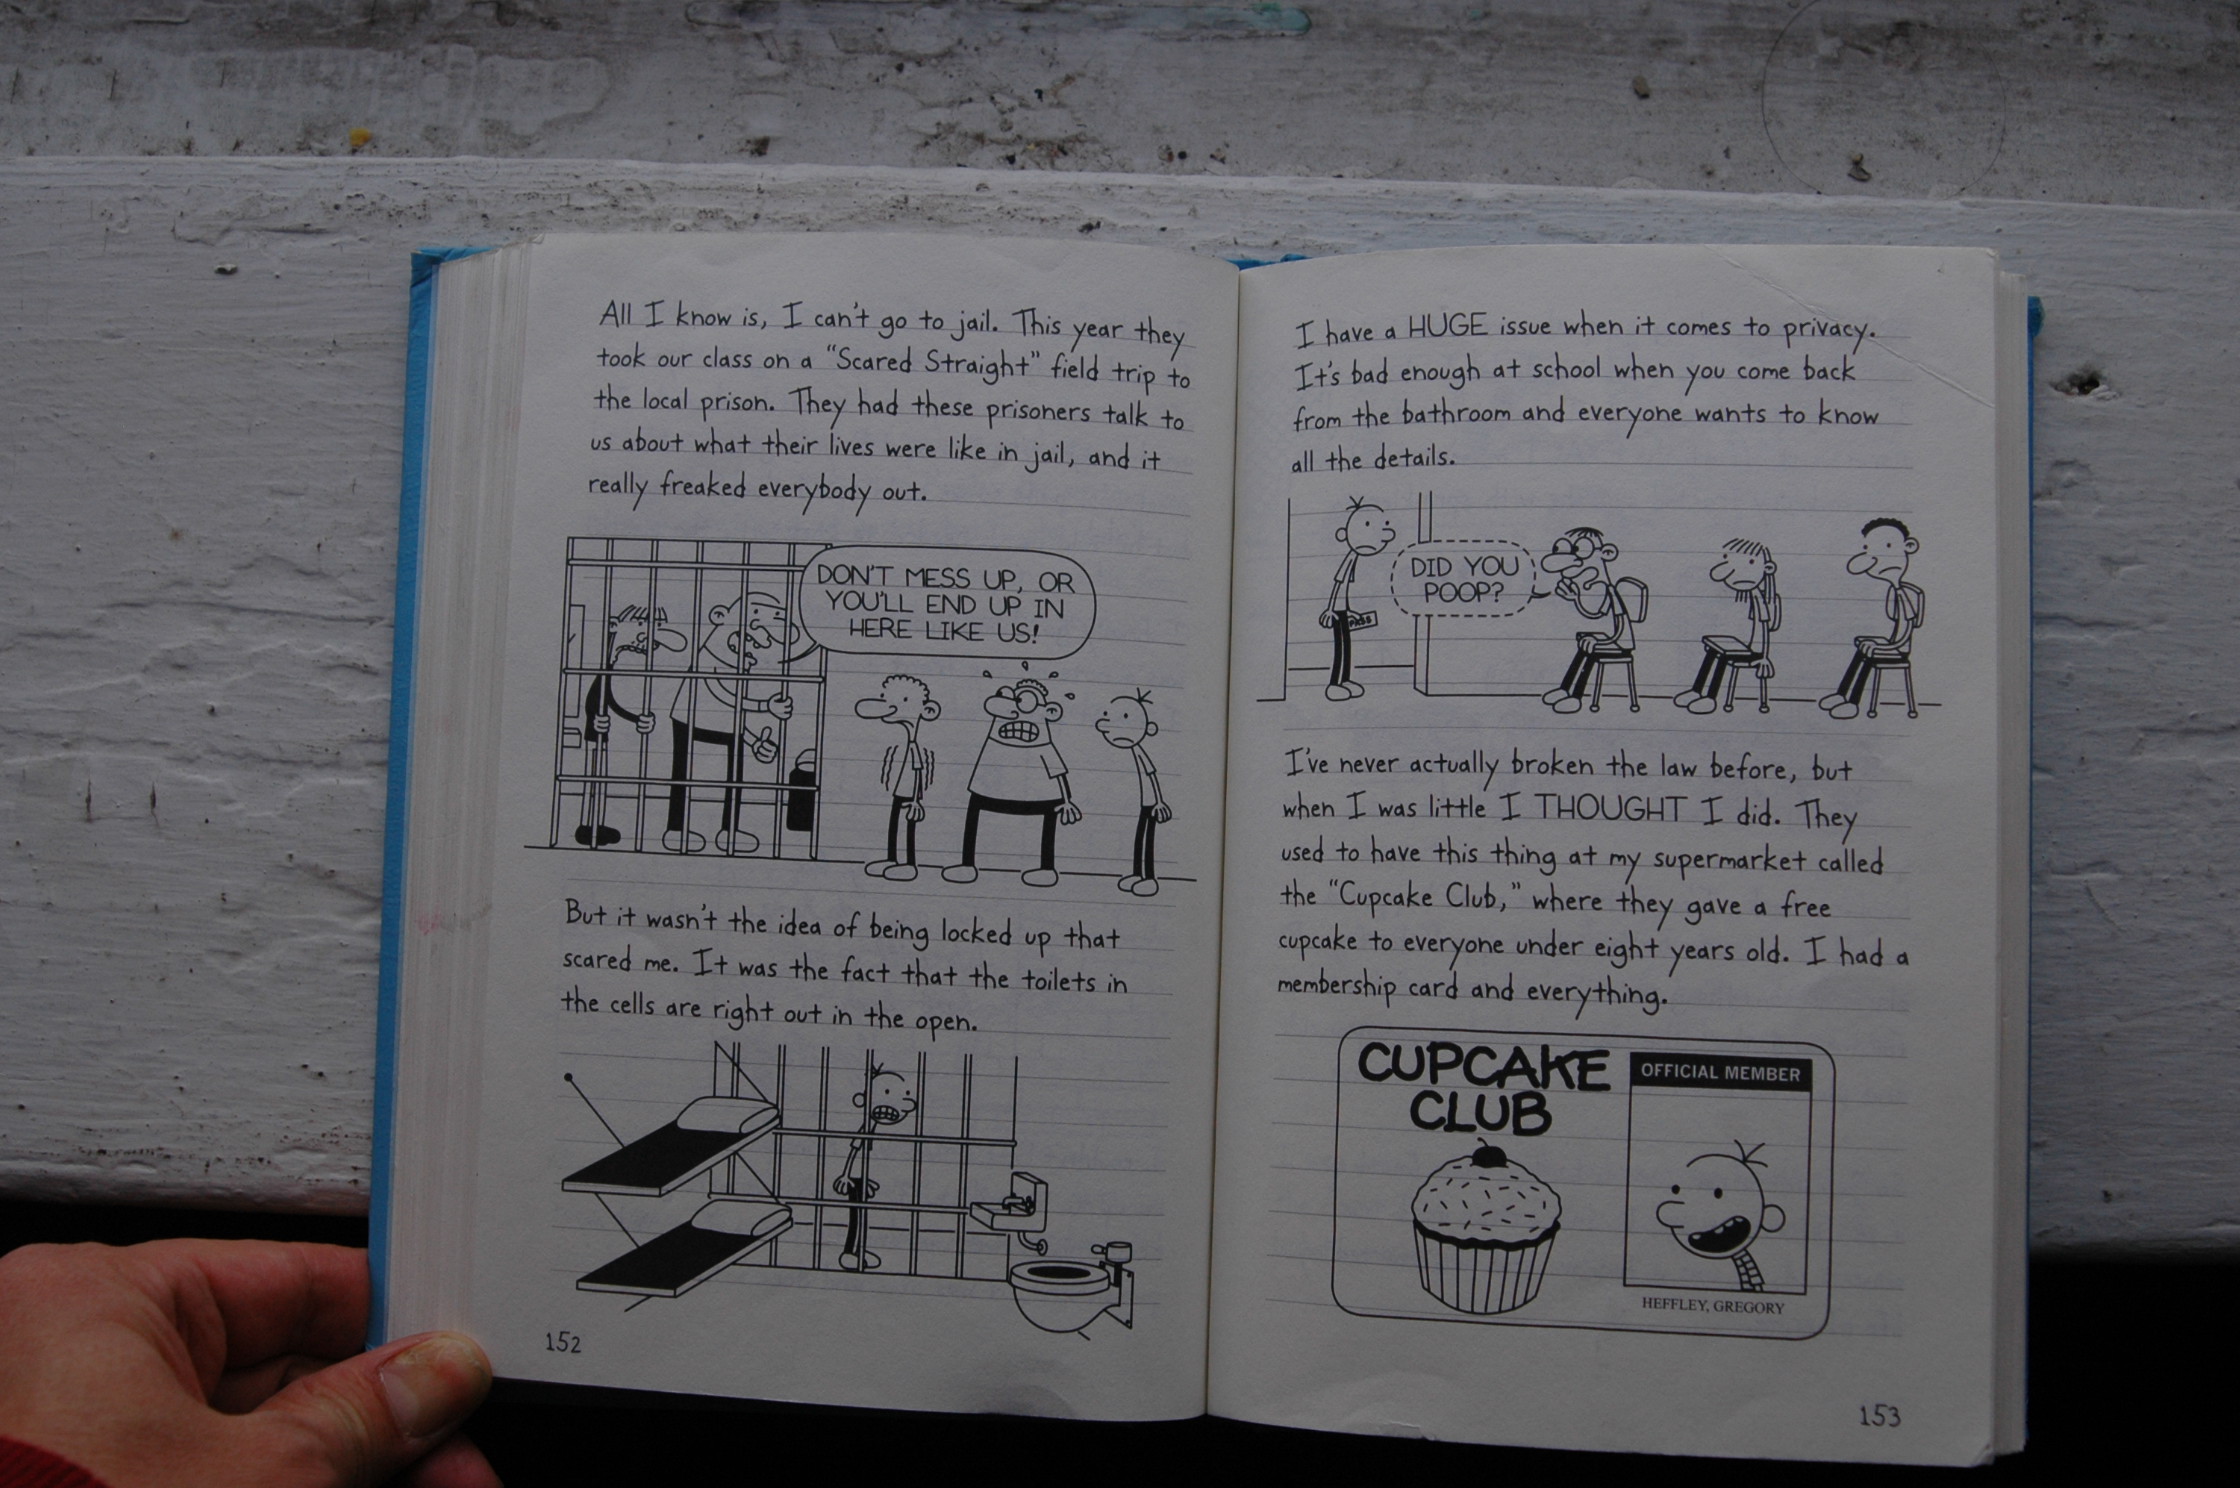 All I know is, I can't go to jail. This year they
took our class on a "Scared Straight" field trip to
the local prison. They had these prisoners talk to
us about what their lives were like in jail, and it
really freaked everybody out.
DON'T MESS UP, OR
YOU'LL END UP IN
HERE LIKE US!
But it wasn't the idea of being locked up that
scared me. It was the fact that the toilets in
the cells are right out in the open.
152
I have a HUGE issue when it comes to privacy.
It's bad enough at school when you come back
from the bathroom and everyone wants to know
all the details.
PASS
DID YOU
POOP?
I've never actually broken the law before, but
when I was little I THOUGHT I did. They
used to have this thing at my supermarket called
the "Cupcake Club," where they gave a free
cupcake to everyone under eight years old. I had a
membership card and everything.
CUPCAKE
CLUB
OFFICIAL MEMBER
HEFFLEY, GREGORY
153